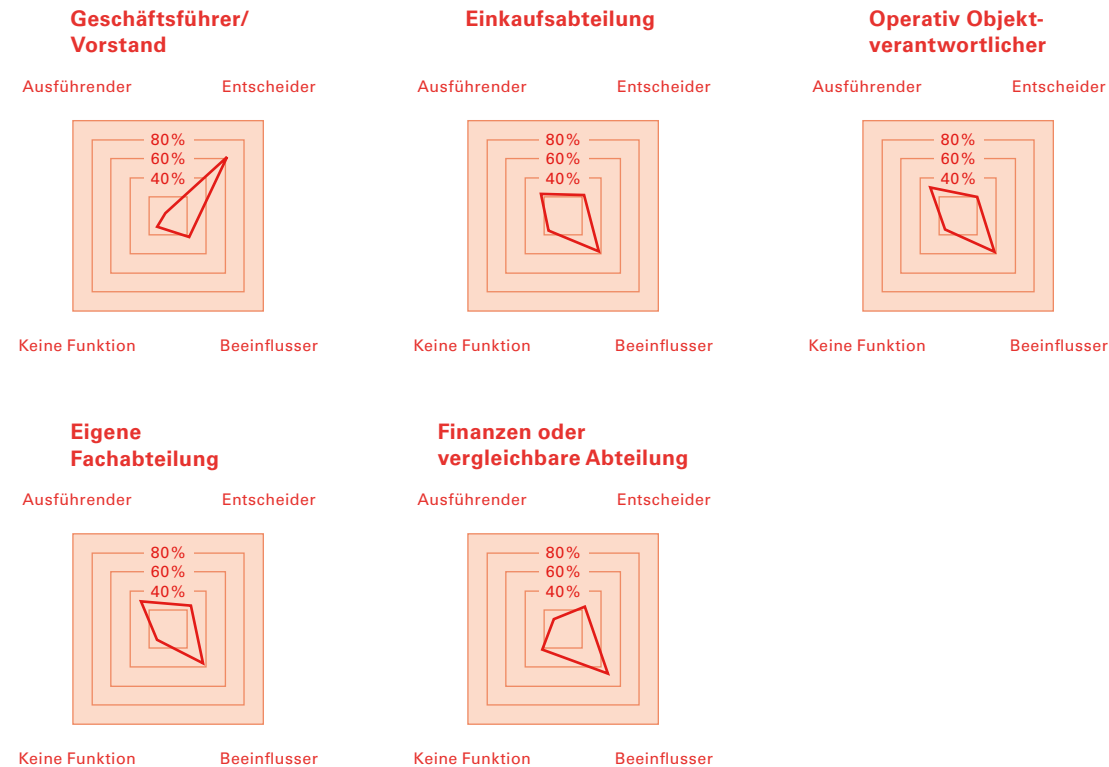 Geschäftsführer/
Vorstand
Ausführender
Entscheider
80%
60%
40%
Keine Funktion
Beeinflusser
Einkaufsabteilung
Ausführender
Entscheider
80%
60%
40%
Keine Funktion
Beeinflusser
Operativ Objekt-
verantwortlicher
Ausführender
Entscheider
80%
60%
40%
Keine Funktion
Beeinflusser
Eigene
Fachabteilung
Ausführender
Entscheider
80%
60%
40%
Keine Funktion
Beeinflusser
Finanzen oder
vergleichbare Abteilung
Ausführender
Entscheider
80%
60%
40%
Keine Funktion
Beeinflusser